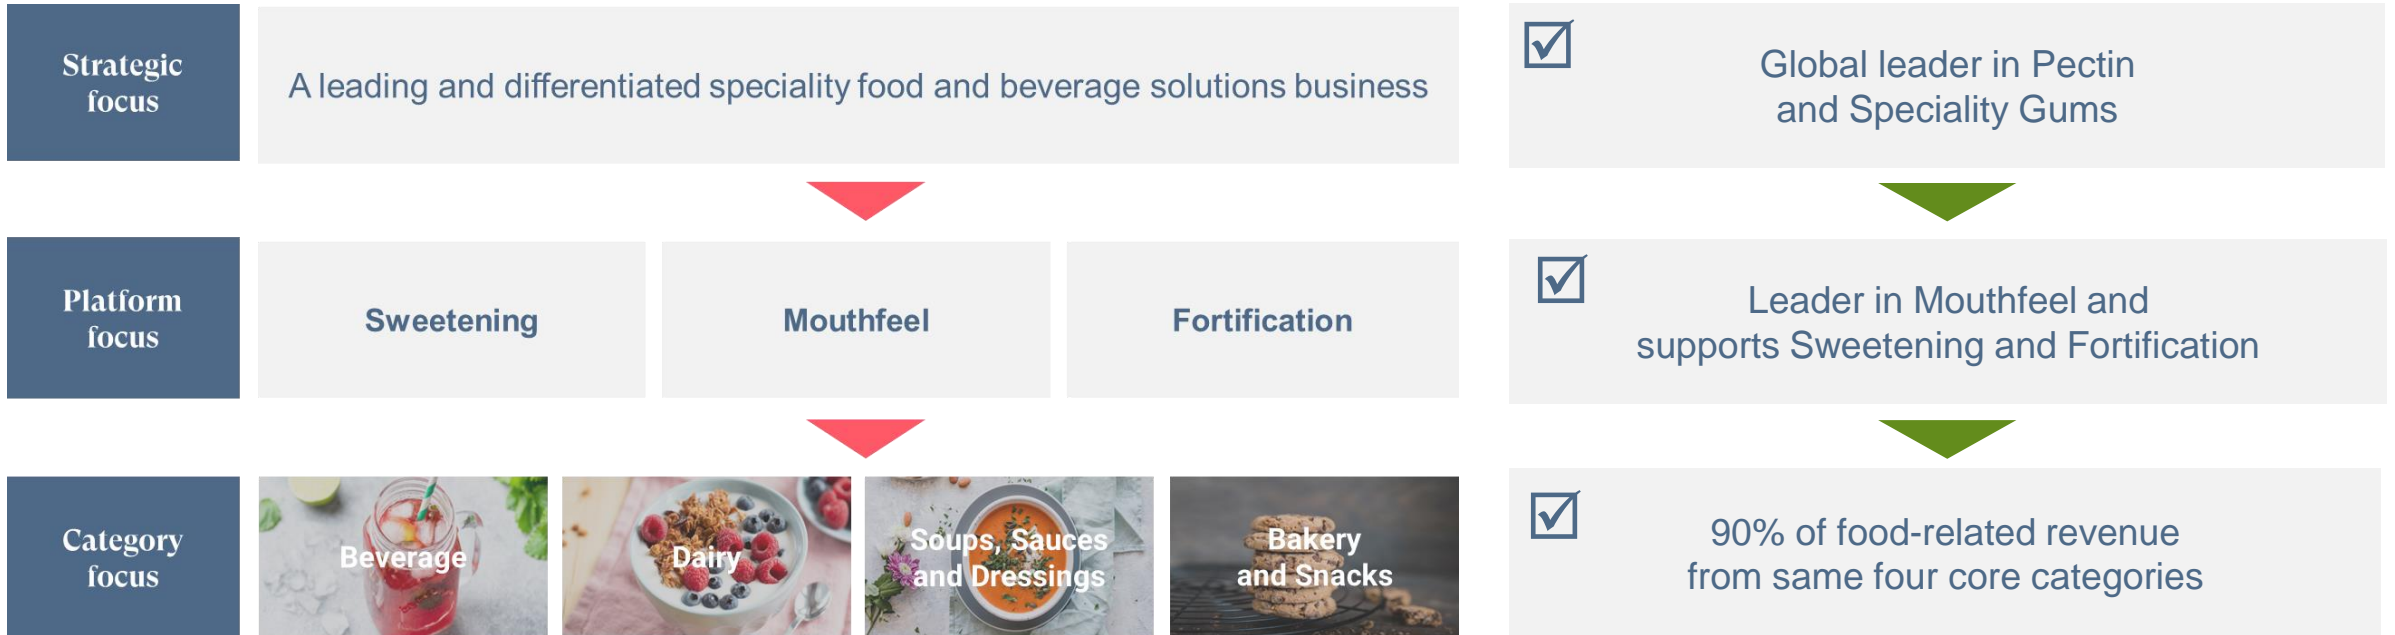 Strategic
focus
A leading and differentiated speciality food and beverage solutions business
Global leader in Pectin
and Speciality Gums
Platform
focus
Sweetening
Mouthfeel
Fortification
Leader in Mouthfeel and
supports Sweetening and Fortification
Category
focus
Beverage
Dairy
Soups, Sauces
and Dressings
Bakery
and Snacks
90% of food-related revenue
from same four core categories